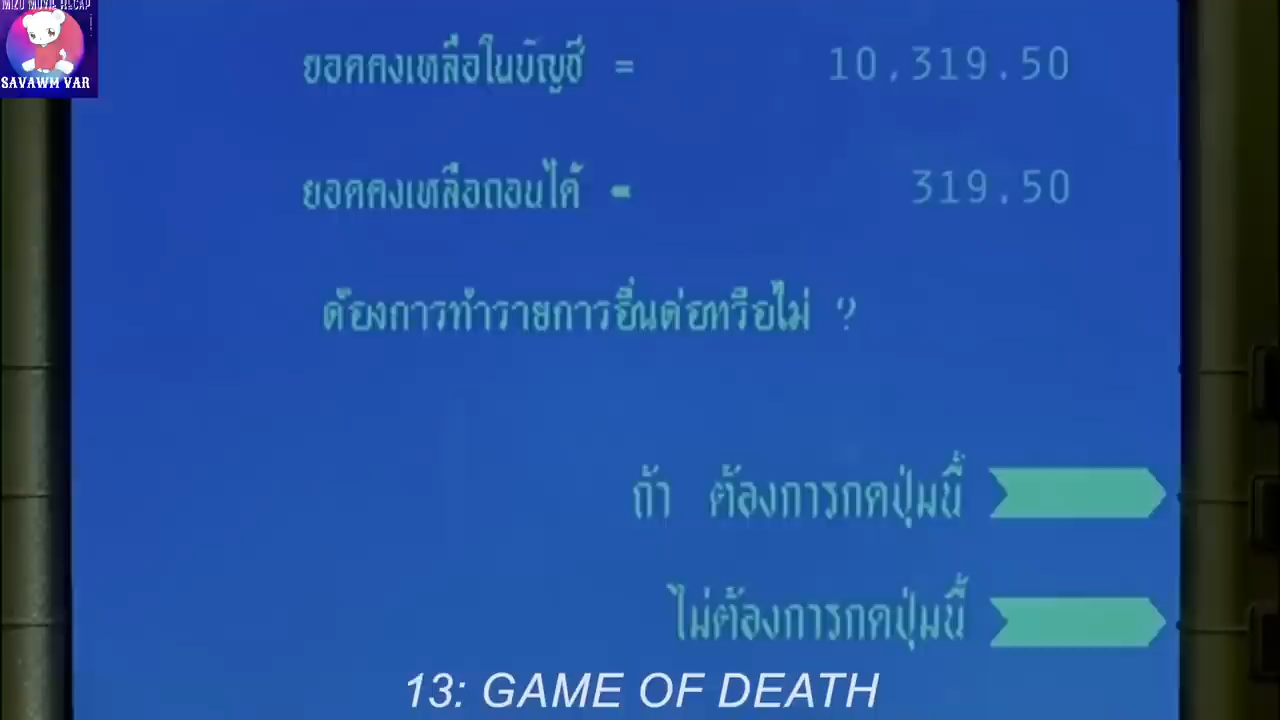 MIZU MOVIE RECAP
SAVAWM VAR
ยอดคงเหลือในบัญชี = 10,319.50
ยอดคงเหลือถอนได้ = 319.50
ต้องการทำรายการอื่นต่อหรือไม่ ?
ถ้า ต้องการกดปุ่มนี้
ไม่ต้องการกดปุ่มนี้
13: GAME OF DEATH